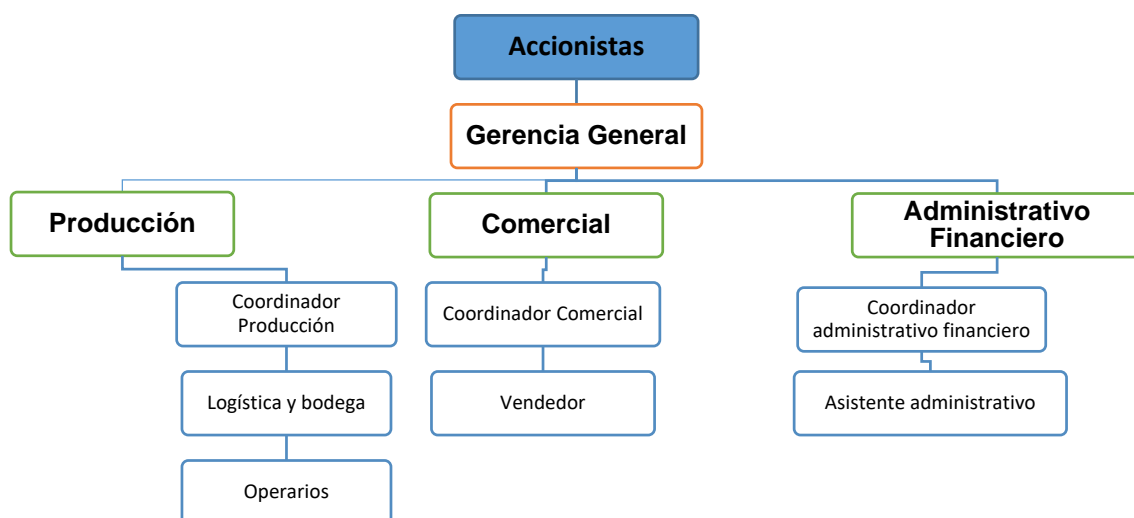 Accionistas
Gerencia General
Producción
Comercial
Administrativo
Financiero
Coordinador
Producción
Coordinador Comercial
Coordinador
administrativo financiero
Logística y bodega
Vendedor
Asistente administrativo
Operarios